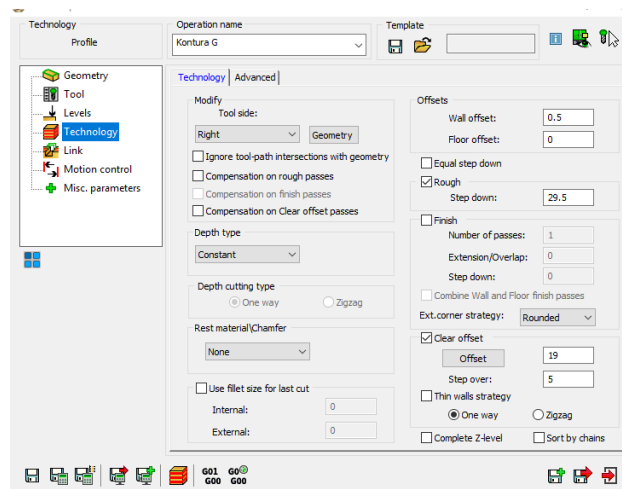 Technology
Profile
Operation name
Kontura G
Template
Geometry
Tool
Levels
Technology
Link
Motion control
Misc. parameters
Technology
Advanced
Modify
Tool side:
Right
Geometry
Ignore tool-path intersections with geometry
Compensation on rough passes
Compensation on finish passes
Compensation on Clear offset passes
Depth type
Constant
Depth cutting type
One way
Zigzag
Rest material\Chamfer
None
Use fillet size for last cut
Internal: 0
External: 0
Offsets
Wall offset: 0.5
Floor offset: 0
Equal step down
Rough
Step down: 29.5
Finish
Number of passes: 1
Extension/Overlap: 0
Step down: 0
Combine Wall and Floor finish passes
Ext.corner strategy: Rounded
Clear offset
Offset 19
Step over: 5
Thin walls strategy
One way
Zigzag
Complete Z-level
Sort by chains
G01 G0
G00 G00